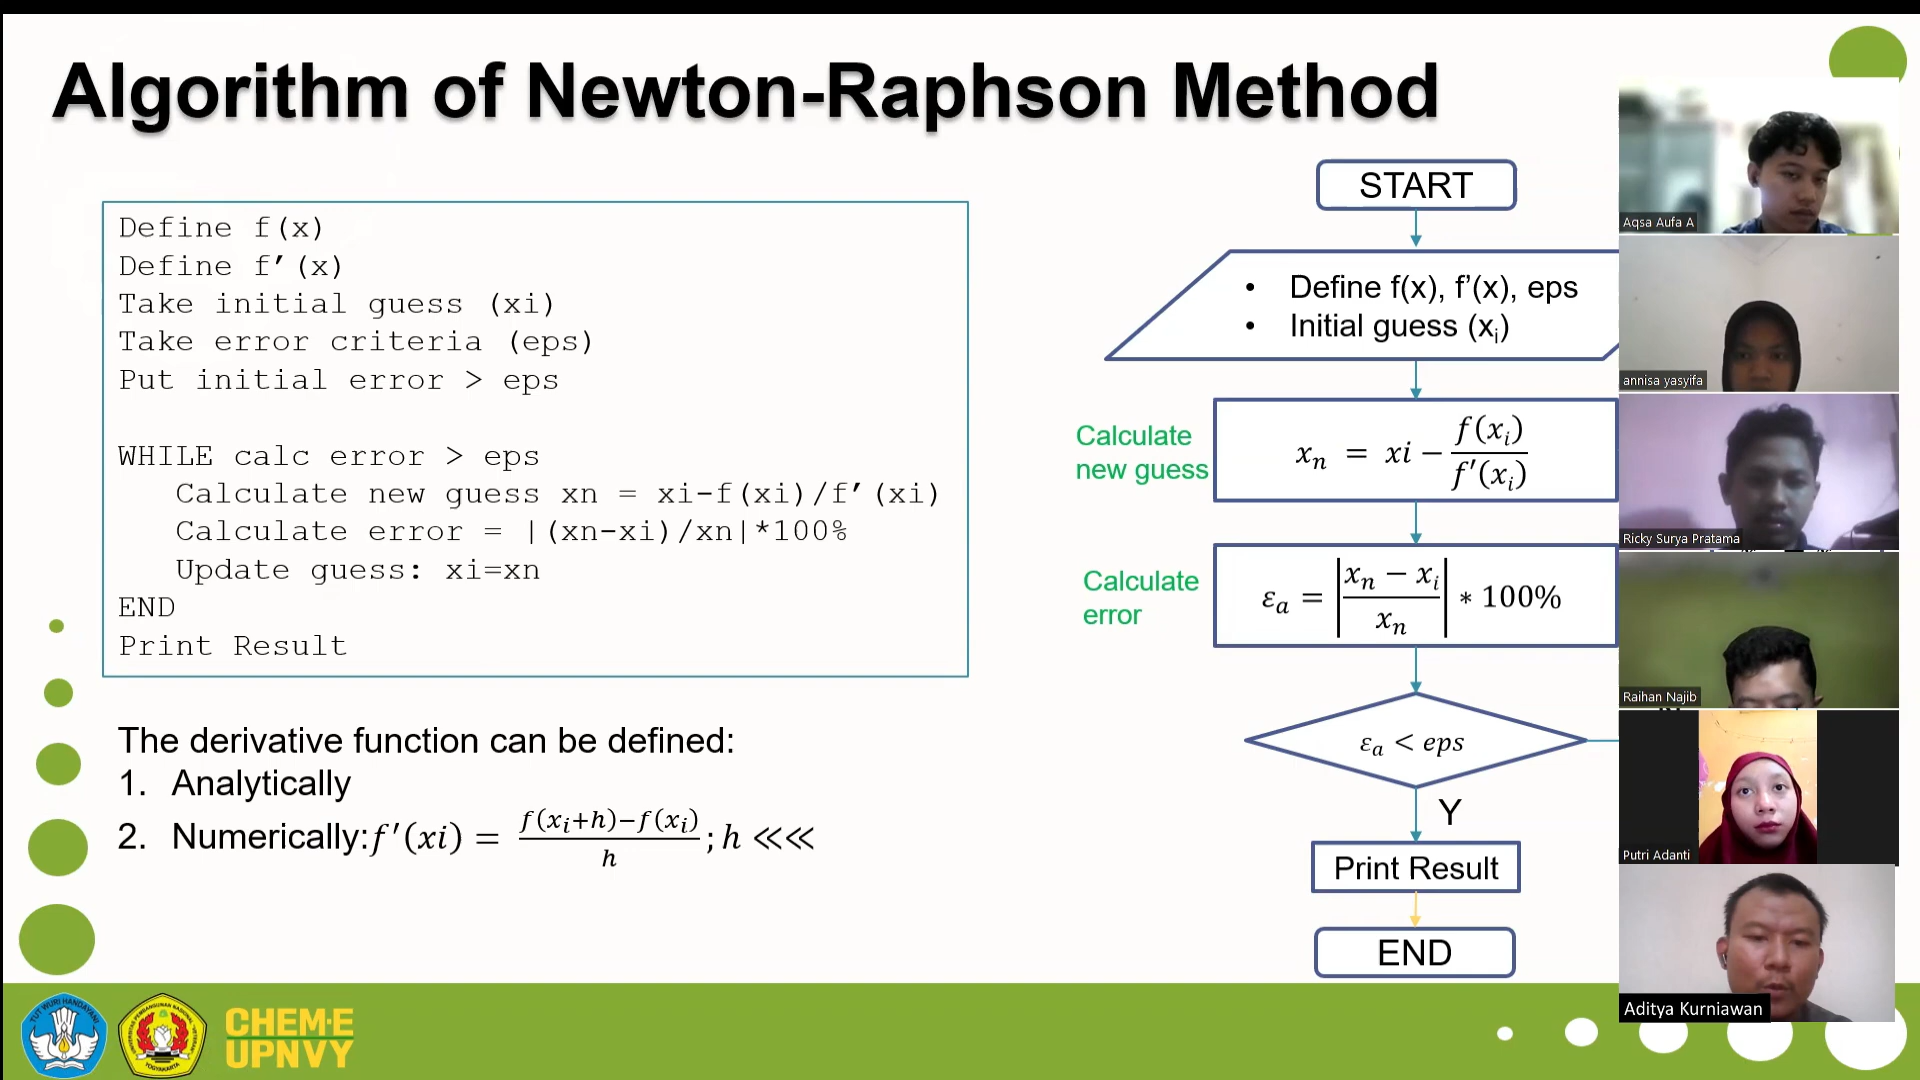 Algorithm of Newton-Raphson Method
Define f(x)
Define f’(x)
Take initial guess (xi)
Take error criteria (eps)
Put initial error > eps
WHILE calc error > eps
Calculate new guess xn = xi-f(xi)/f’(xi)
Calculate error = |(xn-xi)/xn|*100%
Update guess: xi=xn
END
Print Result
The derivative function can be defined:
1. Analytically
2. Numerically: f′(xi) = (f(xᵢ+h)−f(xᵢ))/h ; h ⋘
START
• Define f(x), f’(x), eps
• Initial guess (xᵢ)
Calculate
new guess
xₙ = xi − f(xᵢ)/f′(xᵢ)
Calculate
error
εₐ = |(xₙ − xᵢ)/xₙ| ∗ 100%
εₐ < eps
Y
Print Result
END
Aqsa Aufa A
annisa yasyifa
Ricky Surya Pratama
Raihan Najib
Putri Adanti
Aditya Kurniawan
TUT WURI HANDAYANI
YOGYAKARTA
CHEM-E
UPNVY